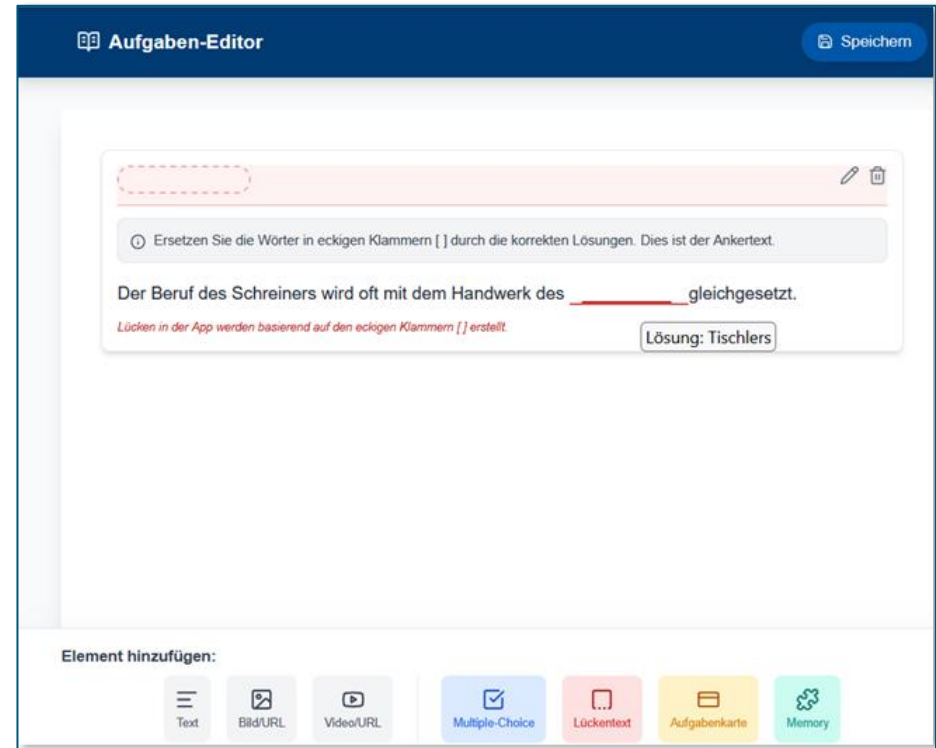 Aufgaben-Editor
Speichern
Ersetzen Sie die Wörter in eckigen Klammern [ ] durch die korrekten Lösungen. Dies ist der Ankertext.
Der Beruf des Schreiners wird oft mit dem Handwerk des _____________gleichgesetzt.
Lücken in der App werden basierend auf den eckigen Klammern [ ] erstellt.
Lösung: Tischlers
Element hinzufügen:
Text
Bild/URL
Video/URL
Multiple-Choice
Lückentext
Aufgabenkarte
Memory